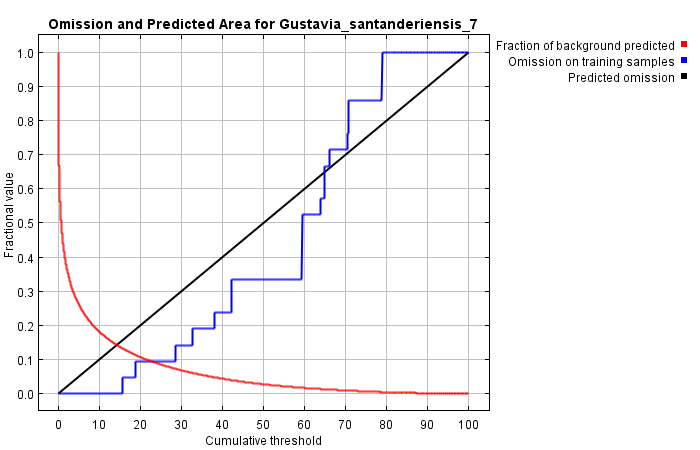 Omission and Predicted Area for Gustavia_santanderiensis_7
Fraction of background predicted
Omission on training samples
Predicted omission
Fractional value
1.0
0.9
0.8
0.7
0.6
0.5
0.4
0.3
0.2
0.1
0.0
0 10 20 30 40 50 60 70 80 90 100
Cumulative threshold